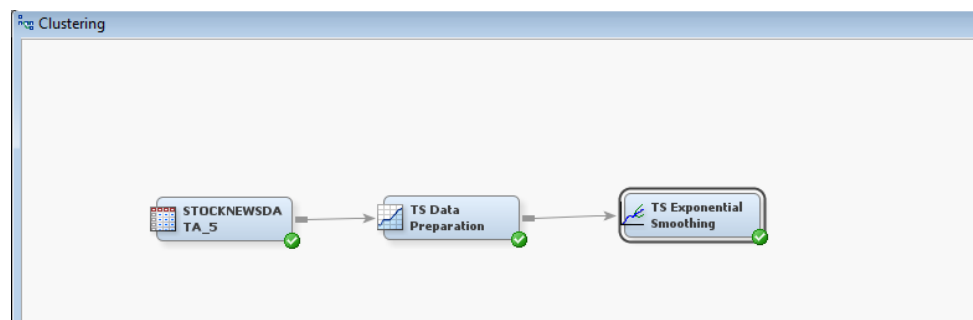 Clustering
STOCKNEWSDA
TA_5
TS Data
Preparation
TS Exponential
Smoothing